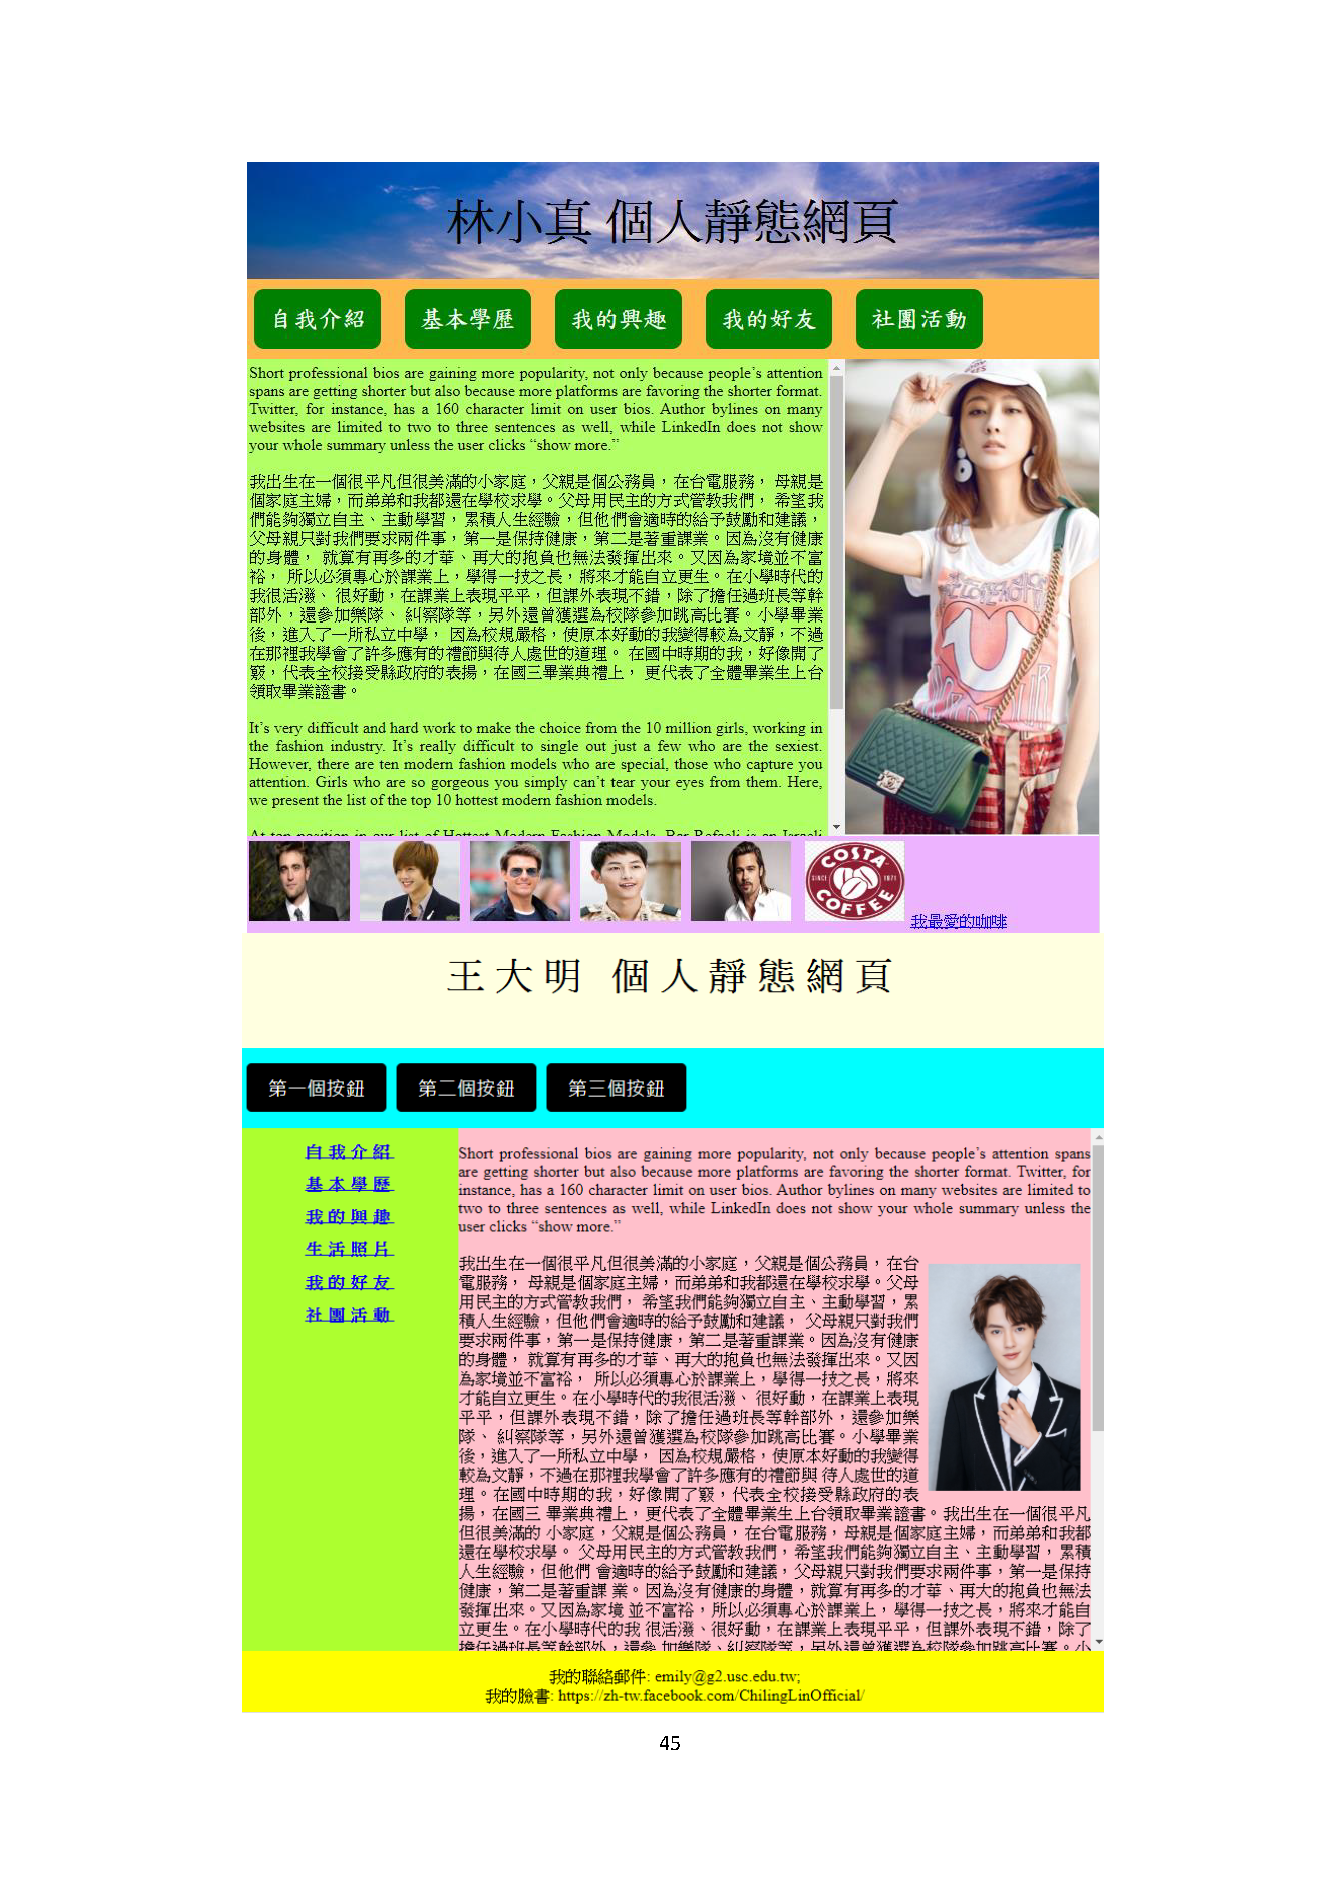 林小真 個人靜態網頁
自我介紹 基本學歷 我的興趣 我的好友 社團活動
Short professional bios are gaining more popularity, not only because people’s attention
spans are getting shorter but also because more platforms are favoring the shorter format.
Twitter, for instance, has a 160 character limit on user bios. Author bylines on many
websites are limited to two to three sentences as well, while LinkedIn does not show
your whole summary unless the user clicks “show more.”
我出生在一個很平凡但很美滿的小家庭，父親是個公務員，在台電服務， 母親是
個家庭主婦，而弟弟和我都還在學校求學。父母用民主的方式管教我們， 希望我
們能夠獨立自主、主動學習，累積人生經驗，但他們會適時的給予鼓勵和建議，
父母親只對我們要求兩件事，第一是保持健康，第二是著重課業。因為沒有健康
的身體， 就算有再多的才華、再大的抱負也無法發揮出來。又因為家境並不富
裕， 所以必須專心於課業上，學得一技之長，將來才能自立更生。在小學時代的
我很活潑、 很好動，在課業上表現平平，但課外表現不錯，除了擔任過班長等幹
部外，還參加樂隊、 糾察隊等，另外還曾獲選為校隊參加跳高比賽。小學畢業
後，進入了一所私立中學， 因為校規嚴格，使原本好動的我變得較為文靜，不過
在那裡我學會了許多應有的禮節與待人處世的道理。 在國中時期的我，好像開了
竅，代表全校接受縣政府的表揚，在國三畢業典禮上， 更代表了全體畢業生上台
領取畢業證書。
It’s very difficult and hard work to make the choice from the 10 million girls, working in
the fashion industry. It’s really difficult to single out just a few who are the sexiest.
However, there are ten modern fashion models who are special, those who capture you
attention. Girls who are so gorgeous you simply can’t tear your eyes from them. Here,
we present the list of the top 10 hottest modern fashion models.
At top position in our list of Hottest Modern Fashion Models, Bar Refaeli is an Israeli
COSTA
SINCE 1971
COFFEE
我最愛的咖啡
王大明 個人靜態網頁
第一個按鈕 第二個按鈕 第三個按鈕
自我介紹
基本學歷
我的興趣
生活照片
我的好友
社團活動
Short professional bios are gaining more popularity, not only because people’s attention spans
are getting shorter but also because more platforms are favoring the shorter format. Twitter, for
instance, has a 160 character limit on user bios. Author bylines on many websites are limited to
two to three sentences as well, while LinkedIn does not show your whole summary unless the
user clicks “show more.”
我出生在一個很平凡但很美滿的小家庭，父親是個公務員，在台
電服務， 母親是個家庭主婦，而弟弟和我都還在學校求學。父母
用民主的方式管教我們， 希望我們能夠獨立自主、主動學習，累
積人生經驗，但他們會適時的給予鼓勵和建議， 父母親只對我們
要求兩件事，第一是保持健康，第二是著重課業。因為沒有健康
的身體， 就算有再多的才華、再大的抱負也無法發揮出來。又因
為家境並不富裕， 所以必須專心於課業上，學得一技之長，將來
才能自立更生。在小學時代的我很活潑、 很好動，在課業上表現
平平，但課外表現不錯，除了擔任過班長等幹部外，還參加樂
隊、 糾察隊等，另外還曾獲選為校隊參加跳高比賽。小學畢業
後，進入了一所私立中學， 因為校規嚴格，使原本好動的我變得
較為文靜，不過在那裡我學會了許多應有的禮節與 待人處世的道
理。在國中時期的我，好像開了竅，代表全校接受縣政府的表
揚，在國三 畢業典禮上，更代表了全體畢業生上台領取畢業證書。我出生在一個很平凡
但很美滿的 小家庭，父親是個公務員，在台電服務，母親是個家庭主婦，而弟弟和我都
還在學校求學。 父母用民主的方式管教我們，希望我們能夠獨立自主、主動學習，累積
人生經驗，但他們 會適時的給予鼓勵和建議，父母親只對我們要求兩件事，第一是保持
健康，第二是著重課 業。因為沒有健康的身體，就算有再多的才華、再大的抱負也無法
發揮出來。又因為家境 並不富裕，所以必須專心於課業上，學得一技之長，將來才能自
立更生。在小學時代的我 很活潑、很好動，在課業上表現平平，但課外表現不錯，除了
擔任過班長等幹部外，還參 加樂隊、糾察隊等，另外還曾獲選為校隊參加跳高比賽。小
我的聯絡郵件: emily@g2.usc.edu.tw;
我的臉書: https://zh-tw.facebook.com/ChilingLinOfficial/
45